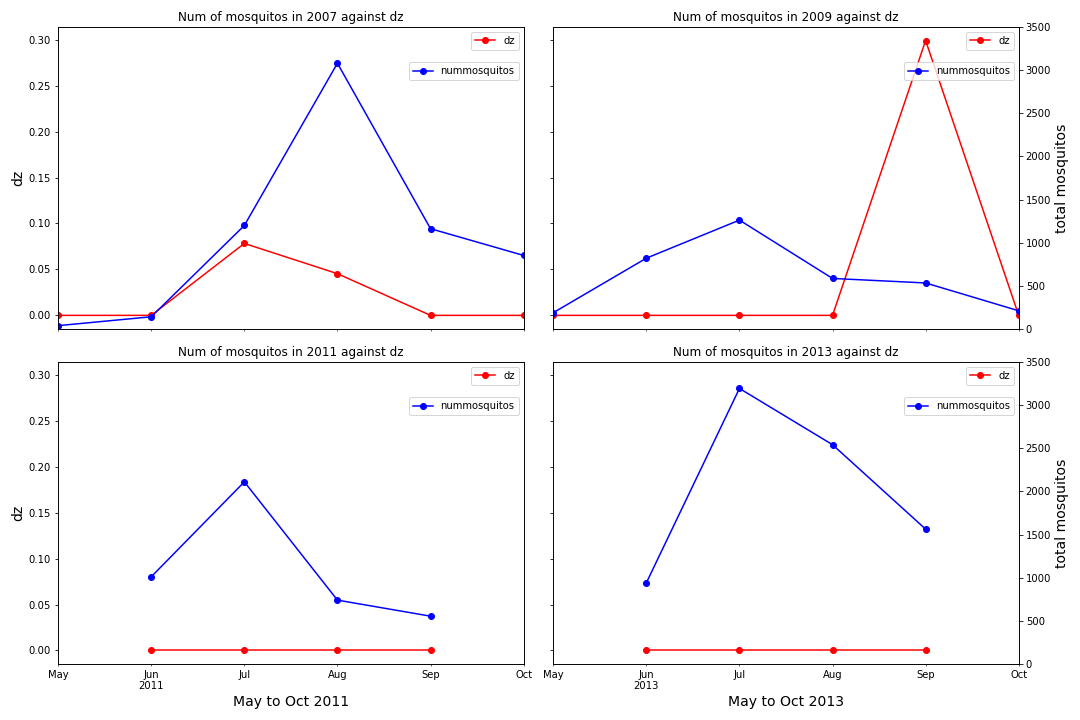 Num of mosquitos in 2007 against dz
0.30
0.25
0.20
0.15
0.10
0.05
0.00
dz
dz
nummosquitos
Num of mosquitos in 2009 against dz
dz
nummosquitos
3500
3000
2500
2000
1500
1000
500
0
total mosquitos
Num of mosquitos in 2011 against dz
0.30
0.25
0.20
0.15
0.10
0.05
0.00
dz
dz
nummosquitos
May Jun Jul Aug Sep Oct
2011
May to Oct 2011
Num of mosquitos in 2013 against dz
dz
nummosquitos
3500
3000
2500
2000
1500
1000
500
0
total mosquitos
May Jun Jul Aug Sep Oct
2013
May to Oct 2013